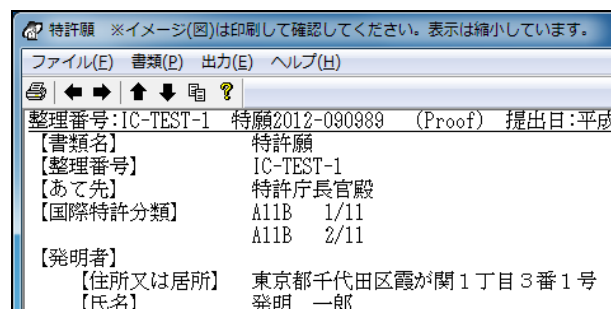 特許願 ※イメージ(図)は印刷して確認してください。表示は縮小しています。
ファイル(F) 書類(P) 出力(E) ヘルプ(H)
整理番号:IC-TEST-1 特願2012-090989 (Proof) 提出日:平成
【書類名】 特許願
【整理番号】 IC-TEST-1
【あて先】 特許庁長官殿
【国際特許分類】 A11B 1/11
A11B 2/11
【発明者】
【住所又は居所】 東京都千代田区霞が関1丁目3番1号
【氏名】 発明 一郎